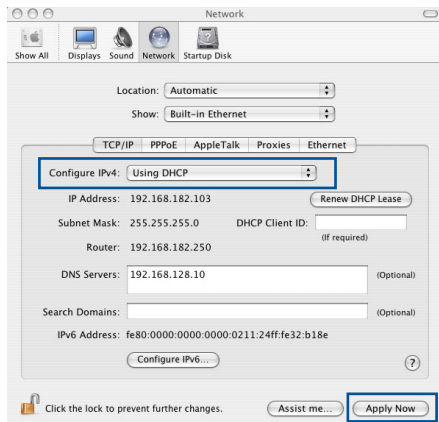 Network
Show All Displays Sound Network Startup Disk
Location: Automatic
Show: Built-in Ethernet
TCP/IP PPPoE AppleTalk Proxies Ethernet
Configure IPv4: Using DHCP
IP Address: 192.168.182.103 Renew DHCP Lease
Subnet Mask: 255.255.255.0 DHCP Client ID:
(If required)
Router: 192.168.182.250
DNS Servers: 192.168.128.10 (Optional)
Search Domains: (Optional)
IPv6 Address: fe80:0000:0000:0000:0211:24ff:fe32:b18e
Configure IPv6... ?
Click the lock to prevent further changes. Assist me... Apply Now